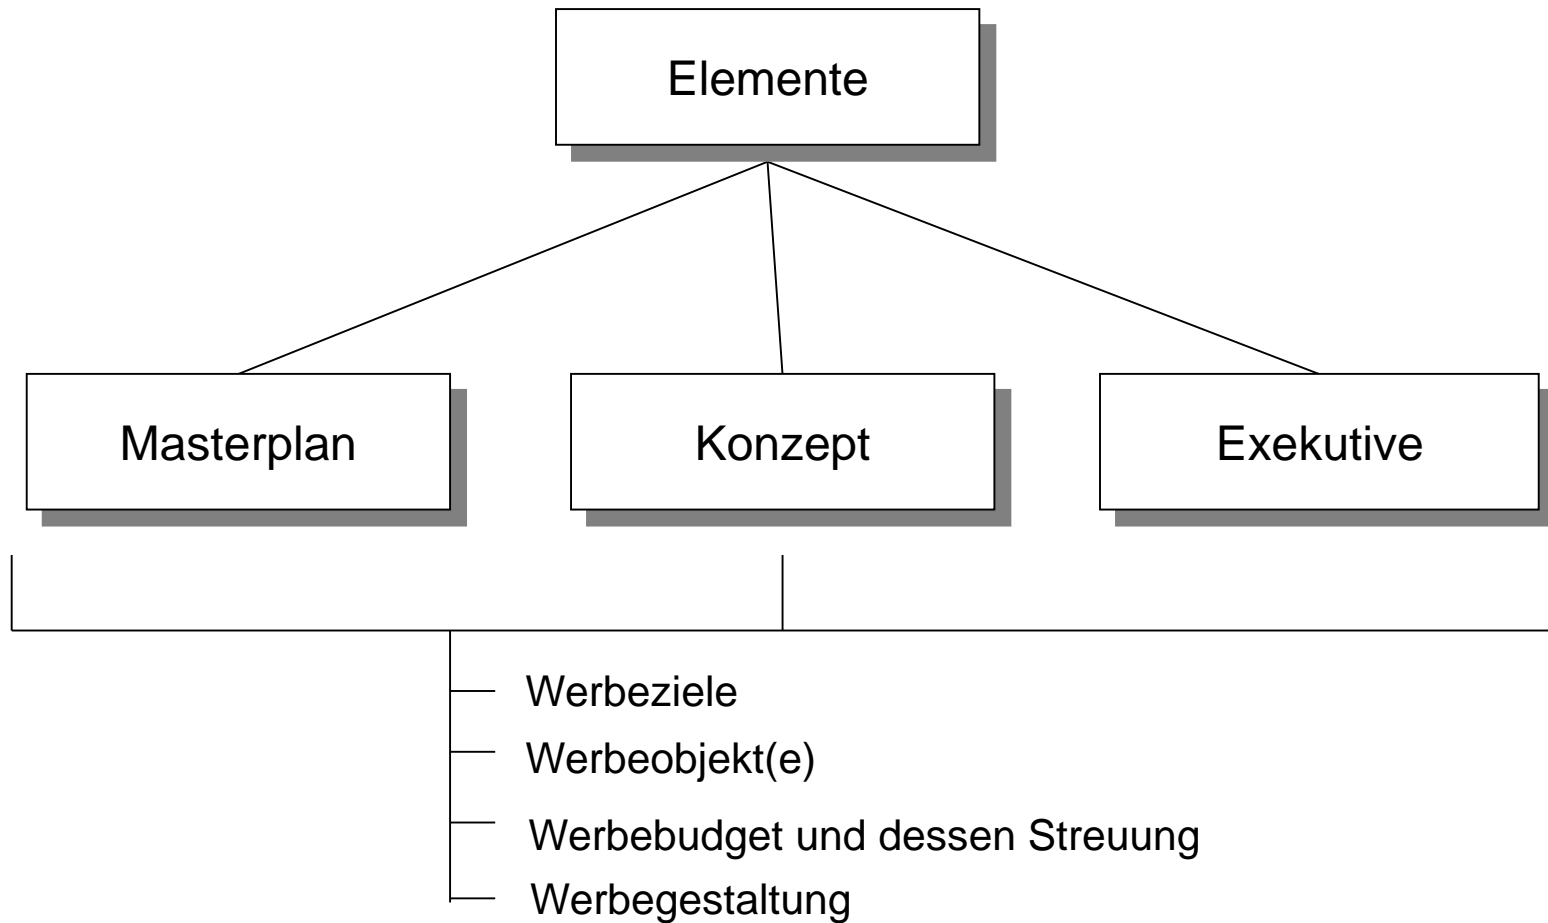 Elemente
Masterplan
Konzept
Exekutive
Werbeziele
Werbeobjekt(e)
Werbebudget und dessen Streuung
Werbegestaltung